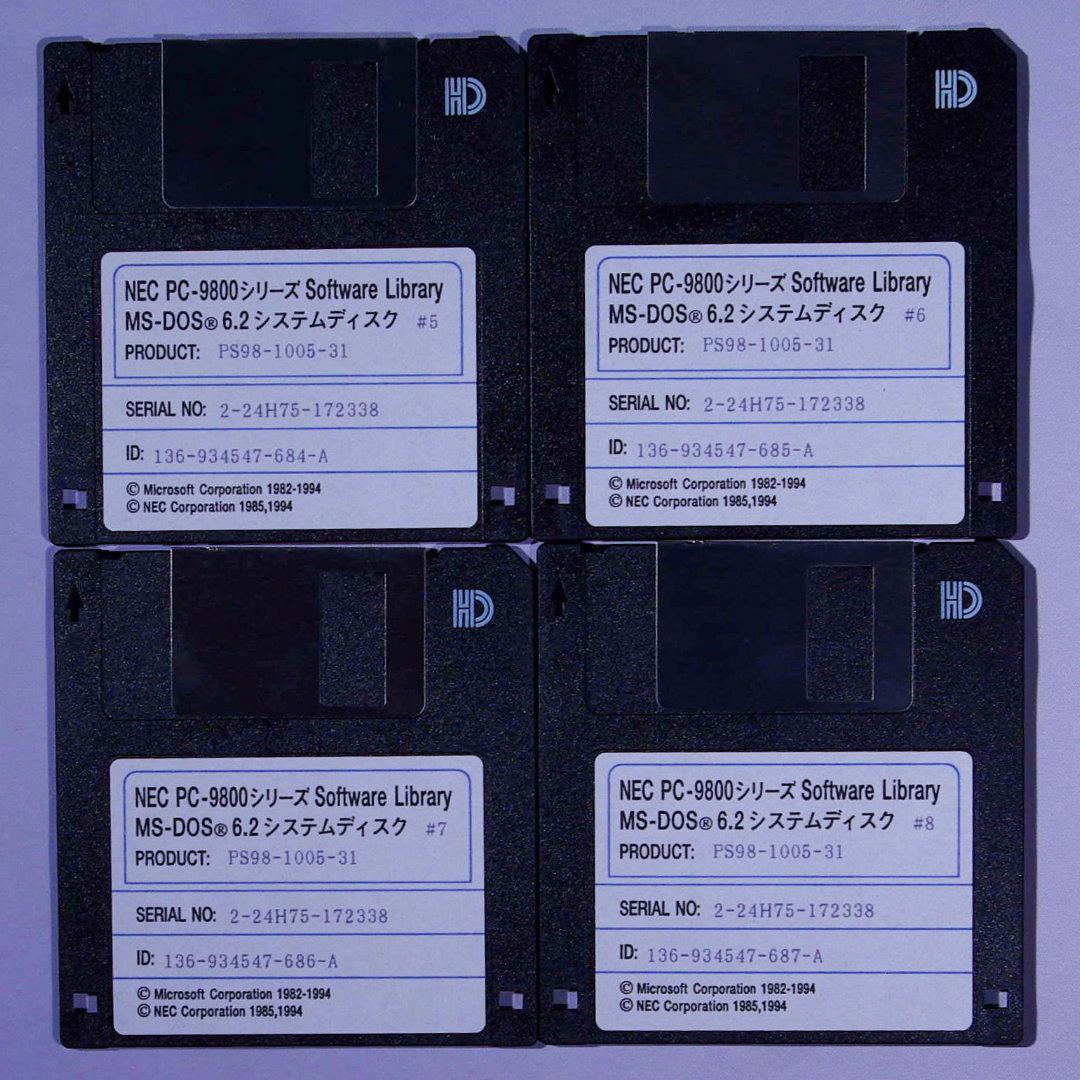 HD
NEC PC-9800シリーズ Software Library
MS-DOS® 6.2 システムディスク #5
PRODUCT: PS98-1005-31
SERIAL NO: 2-24H75-172338
ID: 136-934547-684-A
© Microsoft Corporation 1982-1994
© NEC Corporation 1985,1994
HD
NEC PC-9800シリーズ Software Library
MS-DOS® 6.2 システムディスク #6
PRODUCT: PS98-1005-31
SERIAL NO: 2-24H75-172338
ID: 136-934547-685-A
© Microsoft Corporation 1982-1994
© NEC Corporation 1985,1994
HD
NEC PC-9800シリーズ Software Library
MS-DOS® 6.2 システムディスク #7
PRODUCT: PS98-1005-31
SERIAL NO: 2-24H75-172338
ID: 136-934547-686-A
© Microsoft Corporation 1982-1994
© NEC Corporation 1985,1994
HD
NEC PC-9800シリーズ Software Library
MS-DOS® 6.2 システムディスク #8
PRODUCT: PS98-1005-31
SERIAL NO: 2-24H75-172338
ID: 136-934547-687-A
© Microsoft Corporation 1982-1994
© NEC Corporation 1985,1994